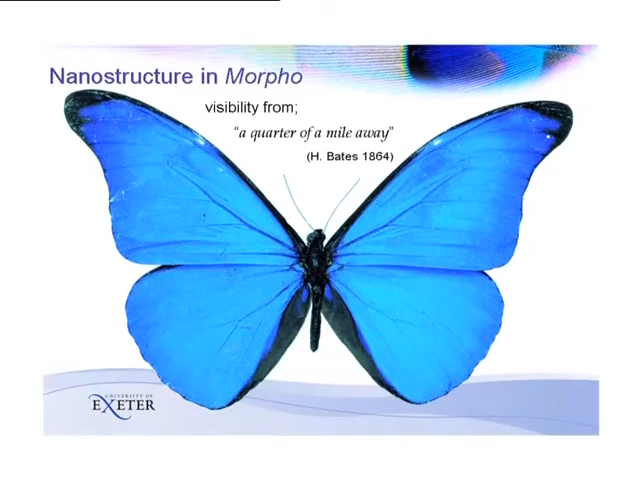 Nanostructure in Morpho
visibility from;
"a quarter of a mile away"
(H. Bates 1864)
UNIVERSITY OF
EXETER